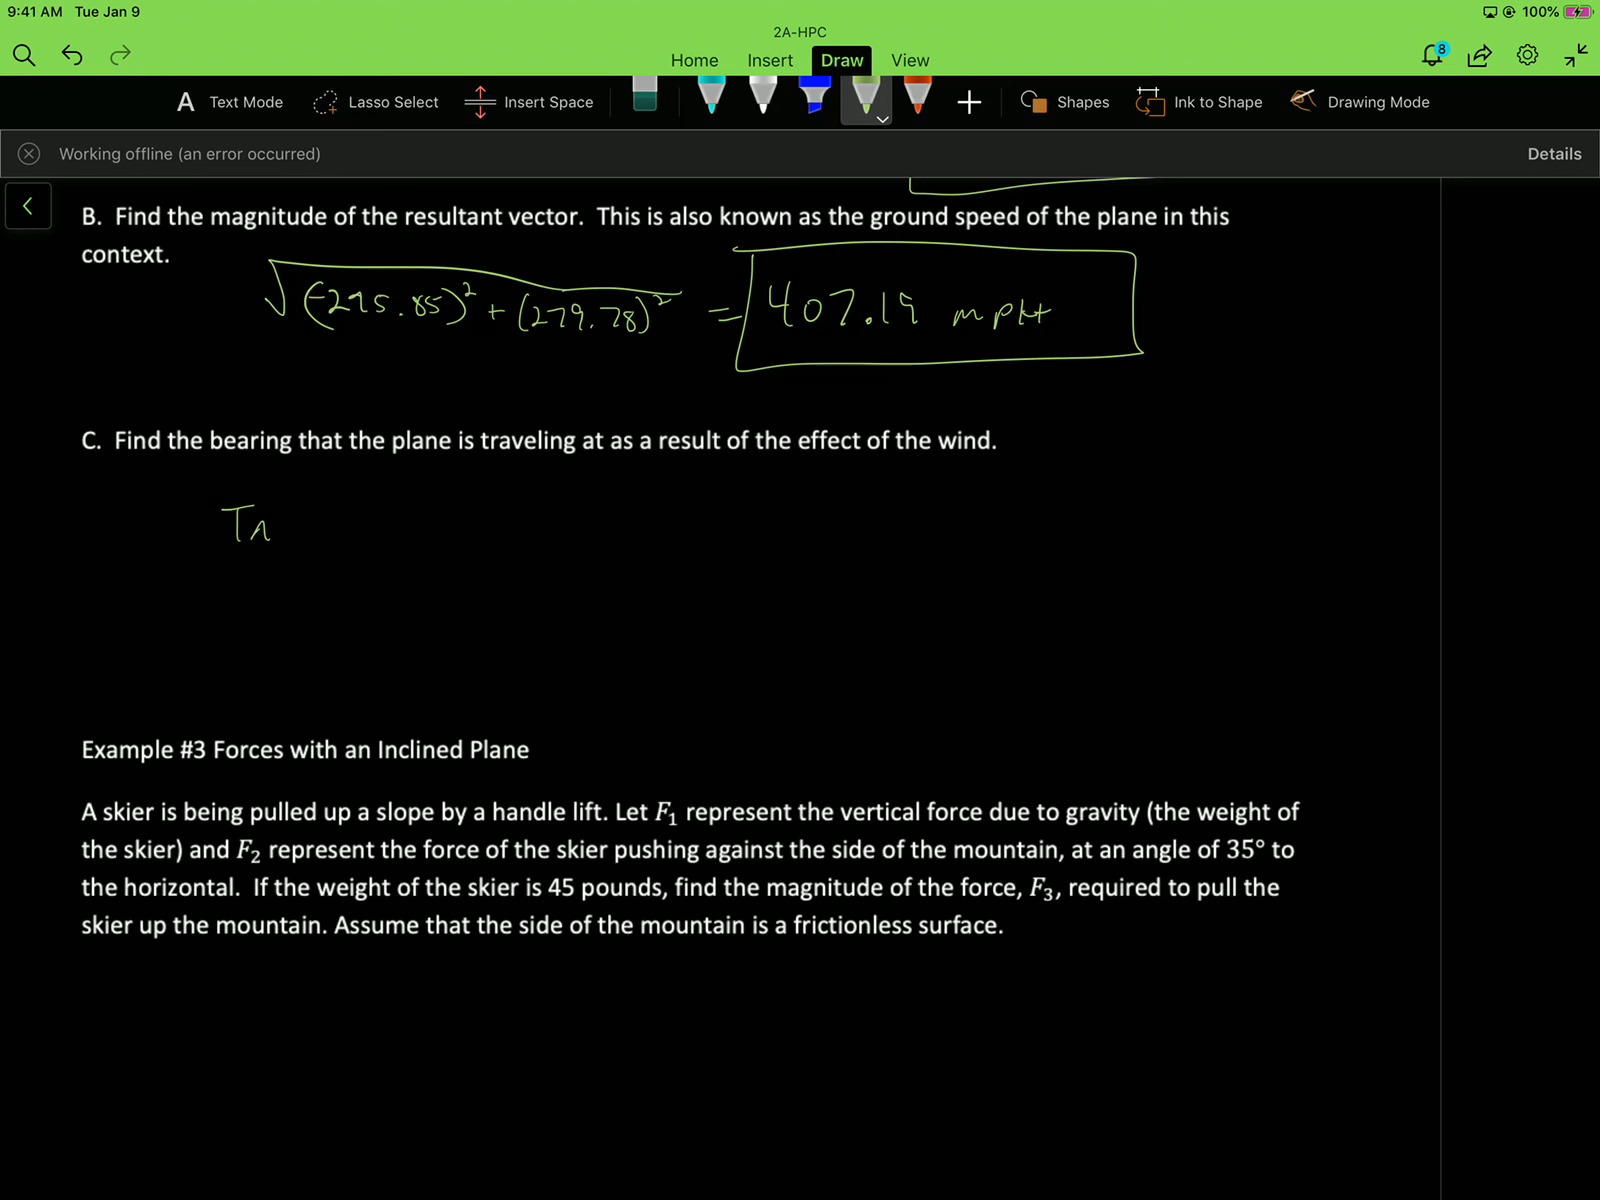 9:41 AM Tue Jan 9
100%
2A-HPC
Home Insert Draw View
8
A Text Mode Lasso Select Insert Space Shapes Ink to Shape Drawing Mode
Working offline (an error occurred) Details
B. Find the magnitude of the resultant vector. This is also known as the ground speed of the plane in this
context.
√(-295.85)² + (279.78)² = 407.19 mph
C. Find the bearing that the plane is traveling at as a result of the effect of the wind.
Example #3 Forces with an Inclined Plane
A skier is being pulled up a slope by a handle lift. Let F₁ represent the vertical force due to gravity (the weight of
the skier) and F₂ represent the force of the skier pushing against the side of the mountain, at an angle of 35° to
the horizontal. If the weight of the skier is 45 pounds, find the magnitude of the force, F₃, required to pull the
skier up the mountain. Assume that the side of the mountain is a frictionless surface.